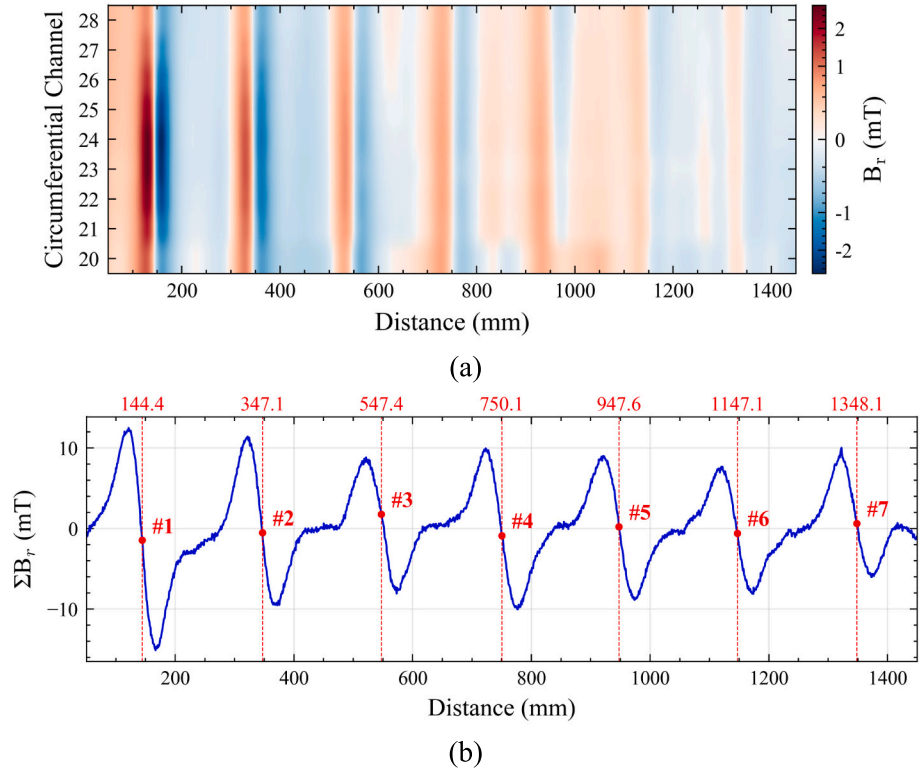 28
27
26
25
24
23
22
21
20
Circumferential Channel
200 400 600 800 1000 1200 1400
Distance (mm)
2
1
0
-1
-2
B_r (mT)
(a)
144.4 347.1 547.4 750.1 947.6 1147.1 1348.1
10
0
−10
ΣB_r (mT)
#1 #2 #3 #4 #5 #6 #7
200 400 600 800 1000 1200 1400
Distance (mm)
(b)